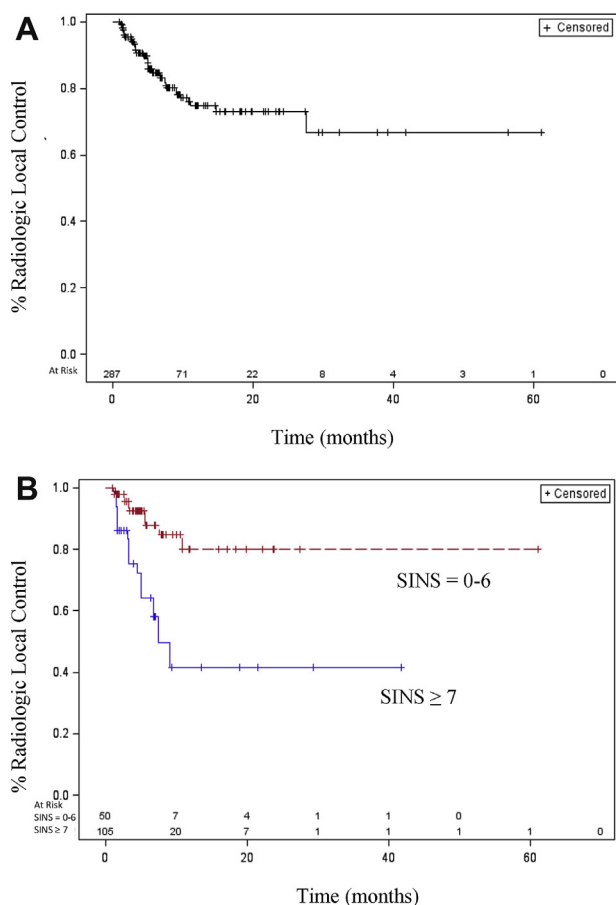 A
+ Censored
1.0
0.8
0.6
0.4
0.2
0.0
% Radiologic Local Control
At Risk
287 71 22 8 4 3 1 0
0 20 40 60
Time (months)
B
+ Censored
1.0
0.8
0.6
0.4
0.2
0.0
% Radiologic Local Control
SINS = 0-6
SINS ≥ 7
At Risk
SINS = 0-6 50 7 4 1 1 0
SINS ≥ 7 105 20 7 1 1 1 1 0
0 20 40 60
Time (months)